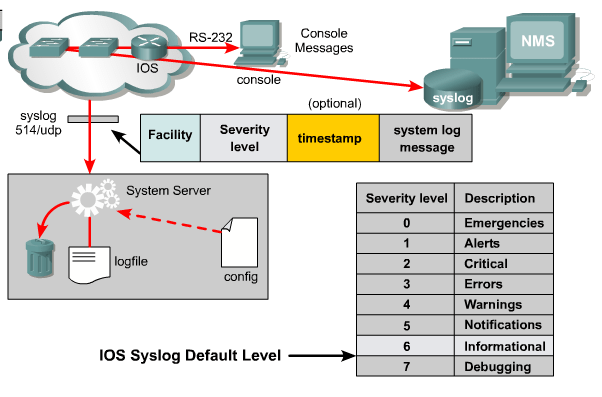 RS-232
Console
Messages
NMS
IOS
console
syslog
syslog
514/udp
(optional)
Facility
Severity
level
timestamp
system log
message
System Server
logfile
config
Severity level Description
0 Emergencies
1 Alerts
2 Critical
3 Errors
4 Warnings
5 Notifications
6 Informational
7 Debugging
IOS Syslog Default Level